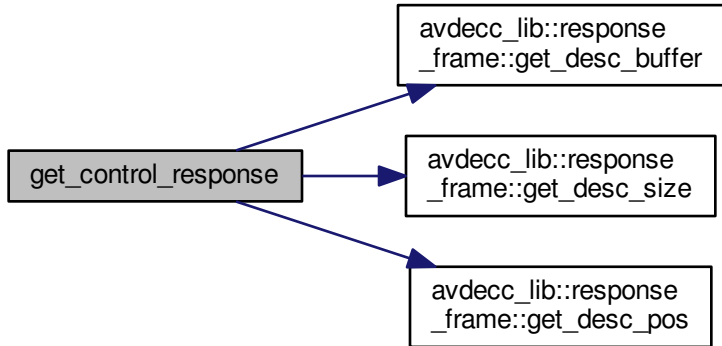 avdecc_lib::response
_frame::get_desc_buffer
get_control_response
avdecc_lib::response
_frame::get_desc_size
avdecc_lib::response
_frame::get_desc_pos